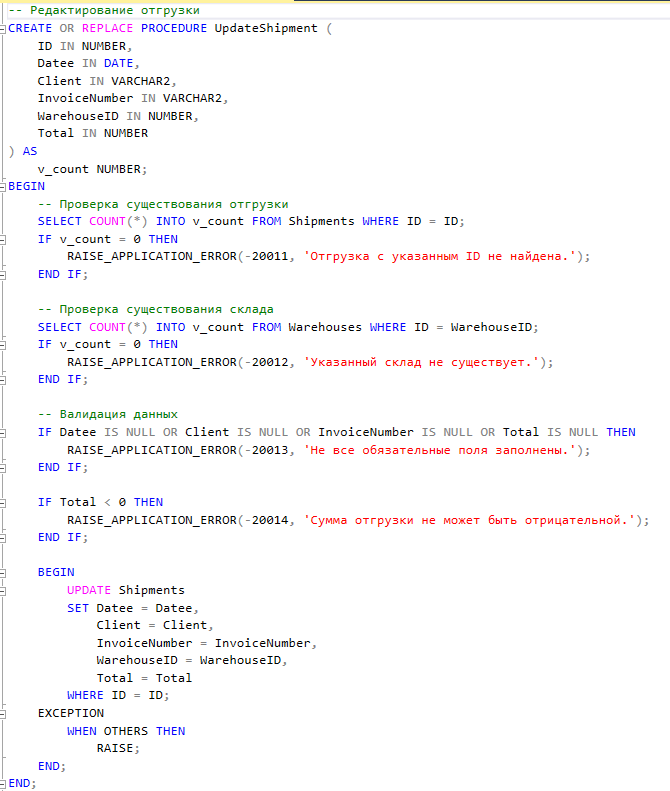 -- Редактирование отгрузки
CREATE OR REPLACE PROCEDURE UpdateShipment (
    ID IN NUMBER,
    Datee IN DATE,
    Client IN VARCHAR2,
    InvoiceNumber IN VARCHAR2,
    WarehouseID IN NUMBER,
    Total IN NUMBER
) AS
    v_count NUMBER;
BEGIN
    -- Проверка существования отгрузки
    SELECT COUNT(*) INTO v_count FROM Shipments WHERE ID = ID;
    IF v_count = 0 THEN
        RAISE_APPLICATION_ERROR(-20011, 'Отгрузка с указанным ID не найдена.');
    END IF;

    -- Проверка существования склада
    SELECT COUNT(*) INTO v_count FROM Warehouses WHERE ID = WarehouseID;
    IF v_count = 0 THEN
        RAISE_APPLICATION_ERROR(-20012, 'Указанный склад не существует.');
    END IF;

    -- Валидация данных
    IF Datee IS NULL OR Client IS NULL OR InvoiceNumber IS NULL OR Total IS NULL THEN
        RAISE_APPLICATION_ERROR(-20013, 'Не все обязательные поля заполнены.');
    END IF;

    IF Total < 0 THEN
        RAISE_APPLICATION_ERROR(-20014, 'Сумма отгрузки не может быть отрицательной.');
    END IF;

    BEGIN
        UPDATE Shipments
        SET Datee = Datee,
            Client = Client,
            InvoiceNumber = InvoiceNumber,
            WarehouseID = WarehouseID,
            Total = Total
        WHERE ID = ID;
    EXCEPTION
        WHEN OTHERS THEN
            RAISE;
    END;
END;